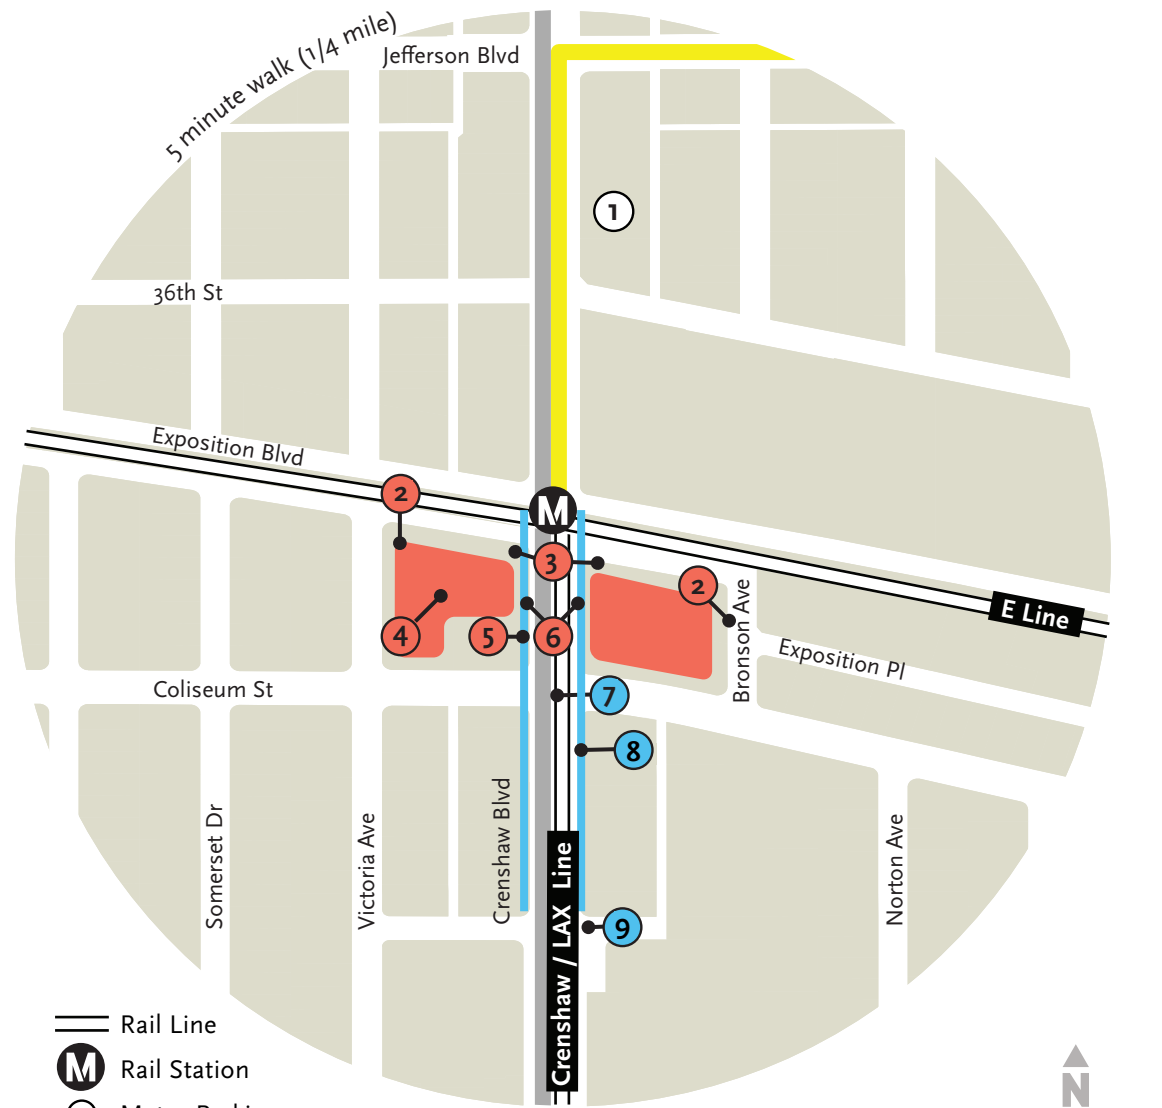 5 minute walk (1/4 mile)
Jefferson Blvd
1
36th St
Exposition Blvd
2
M
3
2
Bronson Ave
E Line
4
5
6
Exposition Pl
Coliseum St
7
8
Somerset Dr
Victoria Ave
Crenshaw Blvd
Norton Ave
9
Crenshaw / LAX Line
Rail Line
M Rail Station
N